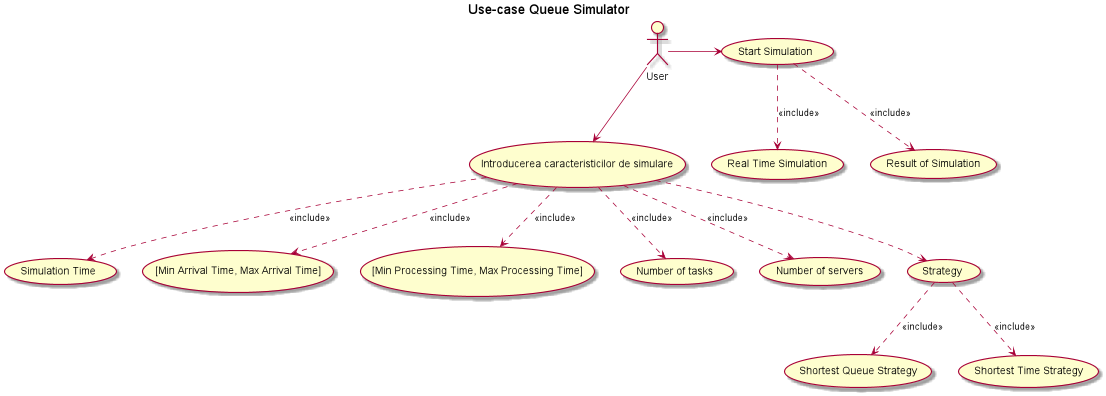 Use-case Queue Simulator
User
Start Simulation
«include»
«include»
Introducerea caracteristicilor de simulare
Real Time Simulation
Result of Simulation
«include»
«include»
«include»
«include»
«include»
Simulation Time
[Min Arrival Time, Max Arrival Time]
[Min Processing Time, Max Processing Time]
Number of tasks
Number of servers
Strategy
«include»
«include»
Shortest Queue Strategy
Shortest Time Strategy